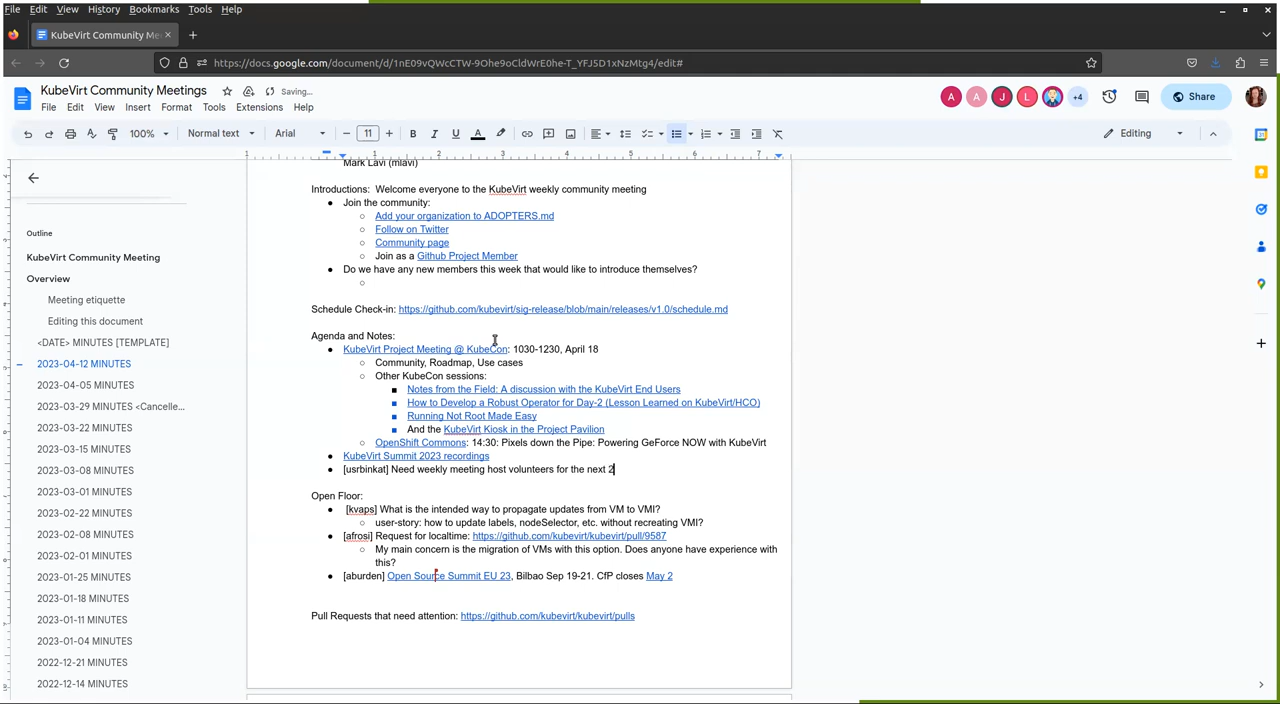 File Edit View History Bookmarks Tools Help
KubeVirt Community Me
https://docs.google.com/document/d/1nE09vQWcCTW-9Ohe9oCldWrE0he-T_YFJ5D1xNzMtg4/edit#
KubeVirt Community Meetings
Saving...
File Edit View Insert Format Tools Extensions Help
A A J L +4
Share
100% Normal text Arial 11 B I U A
Editing
1 1 2 3 4 5 6 7
Outline
KubeVirt Community Meeting
Overview
Meeting etiquette
Editing this document
<DATE> MINUTES [TEMPLATE]
2023-04-12 MINUTES
2023-04-05 MINUTES
2023-03-29 MINUTES <Cancelle...
2023-03-22 MINUTES
2023-03-15 MINUTES
2023-03-08 MINUTES
2023-03-01 MINUTES
2023-02-22 MINUTES
2023-02-08 MINUTES
2023-02-01 MINUTES
2023-01-25 MINUTES
2023-01-18 MINUTES
2023-01-11 MINUTES
2023-01-04 MINUTES
2022-12-21 MINUTES
2022-12-14 MINUTES
Mark Lavi (mlavi)
Introductions: Welcome everyone to the KubeVirt weekly community meeting
Join the community:
Add your organization to ADOPTERS.md
Follow on Twitter
Community page
Join as a Github Project Member
Do we have any new members this week that would like to introduce themselves?
Schedule Check-in: https://github.com/kubevirt/sig-release/blob/main/releases/v1.0/schedule.md
Agenda and Notes:
KubeVirt Project Meeting @ KubeCon: 1030-1230, April 18
Community, Roadmap, Use cases
Other KubeCon sessions:
Notes from the Field: A discussion with the KubeVirt End Users
How to Develop a Robust Operator for Day-2 (Lesson Learned on KubeVirt/HCO)
Running Not Root Made Easy
And the KubeVirt Kiosk in the Project Pavilion
OpenShift Commons: 14:30: Pixels down the Pipe: Powering GeForce NOW with KubeVirt
KubeVirt Summit 2023 recordings
[usrbinkat] Need weekly meeting host volunteers for the next 2
Open Floor:
[kvaps] What is the intended way to propagate updates from VM to VMI?
user-story: how to update labels, nodeSelector, etc. without recreating VMI?
[afrosi] Request for localtime: https://github.com/kubevirt/kubevirt/pull/9587
My main concern is the migration of VMs with this option. Does anyone have experience with
this?
[aburden] Open Source Summit EU 23, Bilbao Sep 19-21. CfP closes May 2
Pull Requests that need attention: https://github.com/kubevirt/kubevirt/pulls